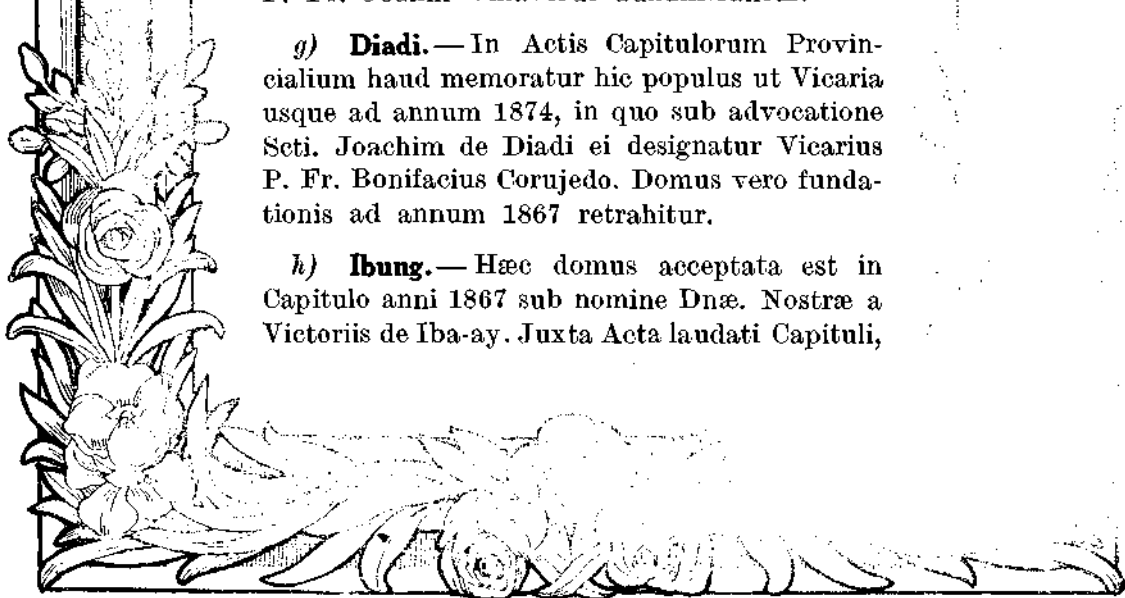 g) Diadi.—In Actis Capitulorum Provin-
cialium haud memoratur hic populus ut Vicaria
usque ad annum 1874, in quo sub advocatione
Scti. Joachim de Diadi ei designatur Vicarius
P. Fr. Bonifacius Corujedo. Domus vero funda-
tionis ad annum 1867 retrahitur.
h) Ibung.—Hæc domus acceptata est in
Capitulo anni 1867 sub nomine Dnæ. Nostræ a
Victoriis de Iba-ay. Juxta Acta laudati Capituli,